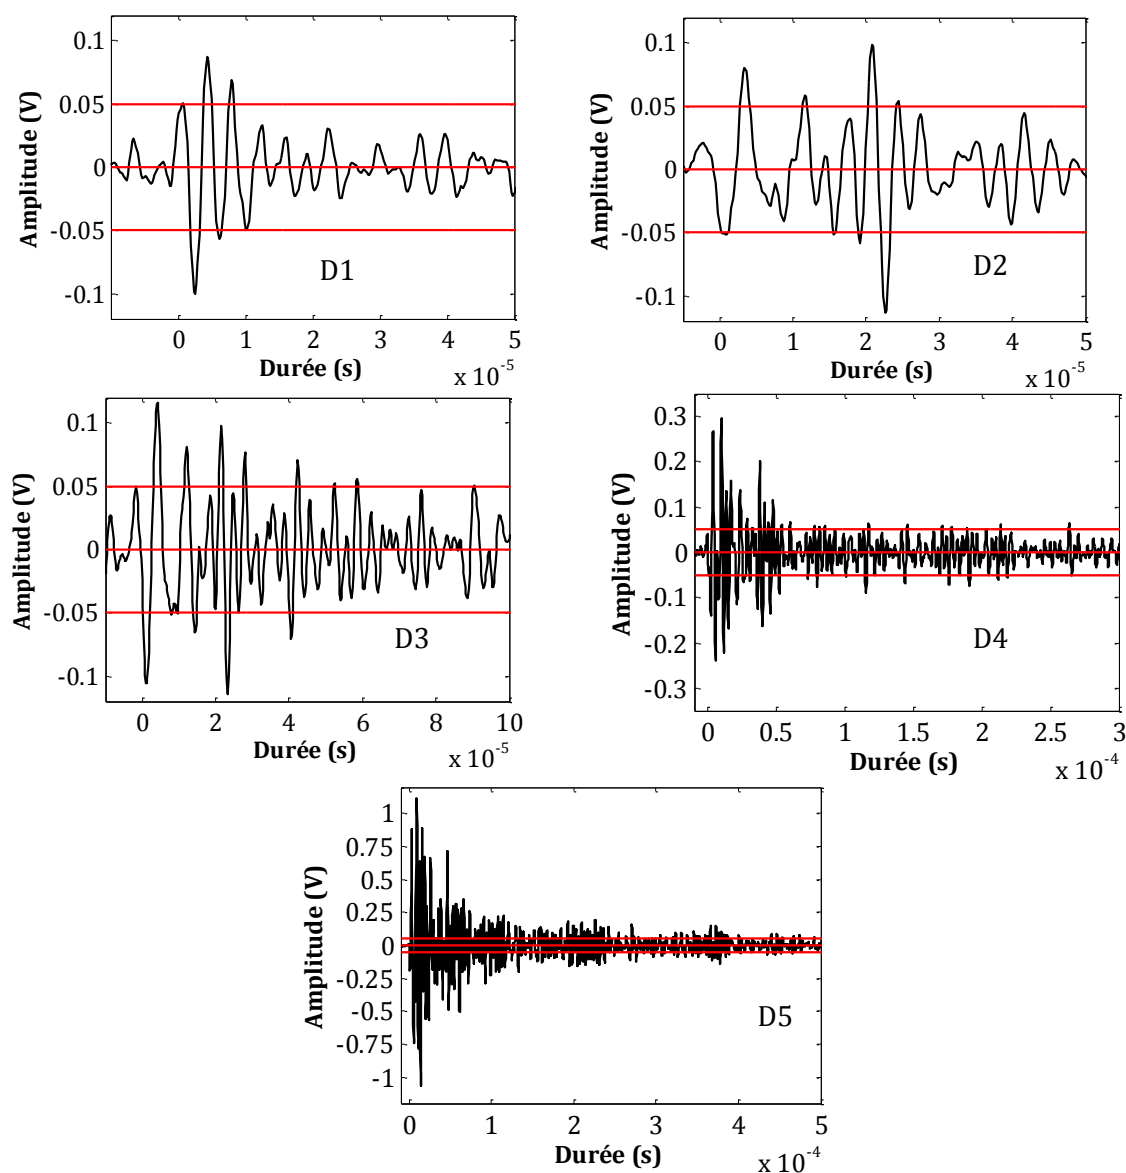 Amplitude (V)
0.1
0.05
0
-0.05
-0.1
D1
0 1 2 3 4 5
Durée (s)
x 10-5
Amplitude (V)
0.1
0.05
0
-0.05
-0.1
D2
0 1 2 3 4 5
Durée (s)
x 10-5
Amplitude (V)
0.1
0.05
0
-0.05
-0.1
D3
0 2 4 6 8 10
Durée (s)
x 10-5
Amplitude (V)
0.3
0.2
0.1
0
-0.1
-0.2
-0.3
D4
0 0.5 1 1.5 2 2.5 3
Durée (s)
x 10-4
Amplitude (V)
1
0.75
0.5
0.25
0
-0.25
-0.5
-0.75
-1
D5
0 1 2 3 4 5
Durée (s)
x 10-4